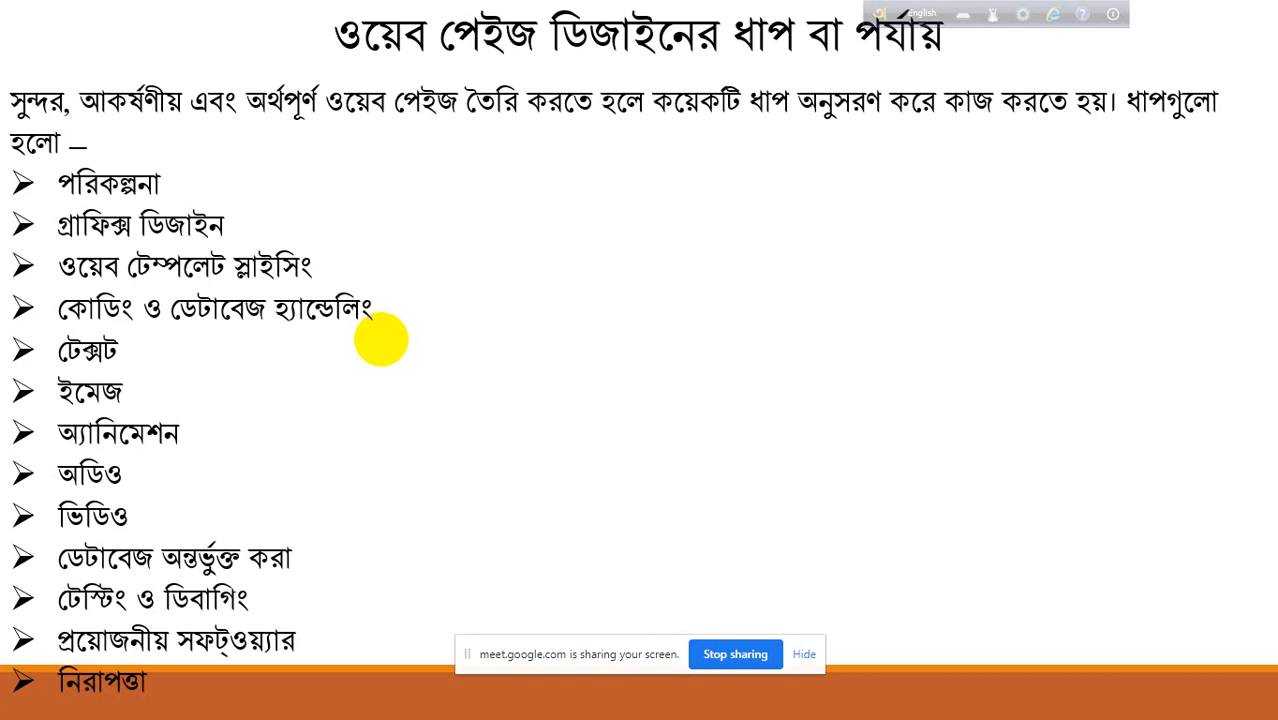 English
ওয়েব পেইজ ডিজাইনের ধাপ বা পর্যায়
সুন্দর, আকর্ষণীয় এবং অর্থপূর্ণ ওয়েব পেইজ তৈরি করতে হলে কয়েকটি ধাপ অনুসরণ করে কাজ করতে হয়। ধাপগুলো
হলো –
➢ পরিকল্পনা
➢ গ্রাফিক্স ডিজাইন
➢ ওয়েব টেম্পলেট স্লাইসিং
➢ কোডিং ও ডেটাবেজ হ্যান্ডেলিং
➢ টেক্সট
➢ ইমেজ
➢ অ্যানিমেশন
➢ অডিও
➢ ভিডিও
➢ ডেটাবেজ অন্তর্ভুক্ত করা
➢ টেস্টিং ও ডিবাগিং
➢ প্রয়োজনীয় সফট্ওয়্যার
meet.google.com is sharing your screen. Stop sharing Hide
➢ নিরাপত্তা